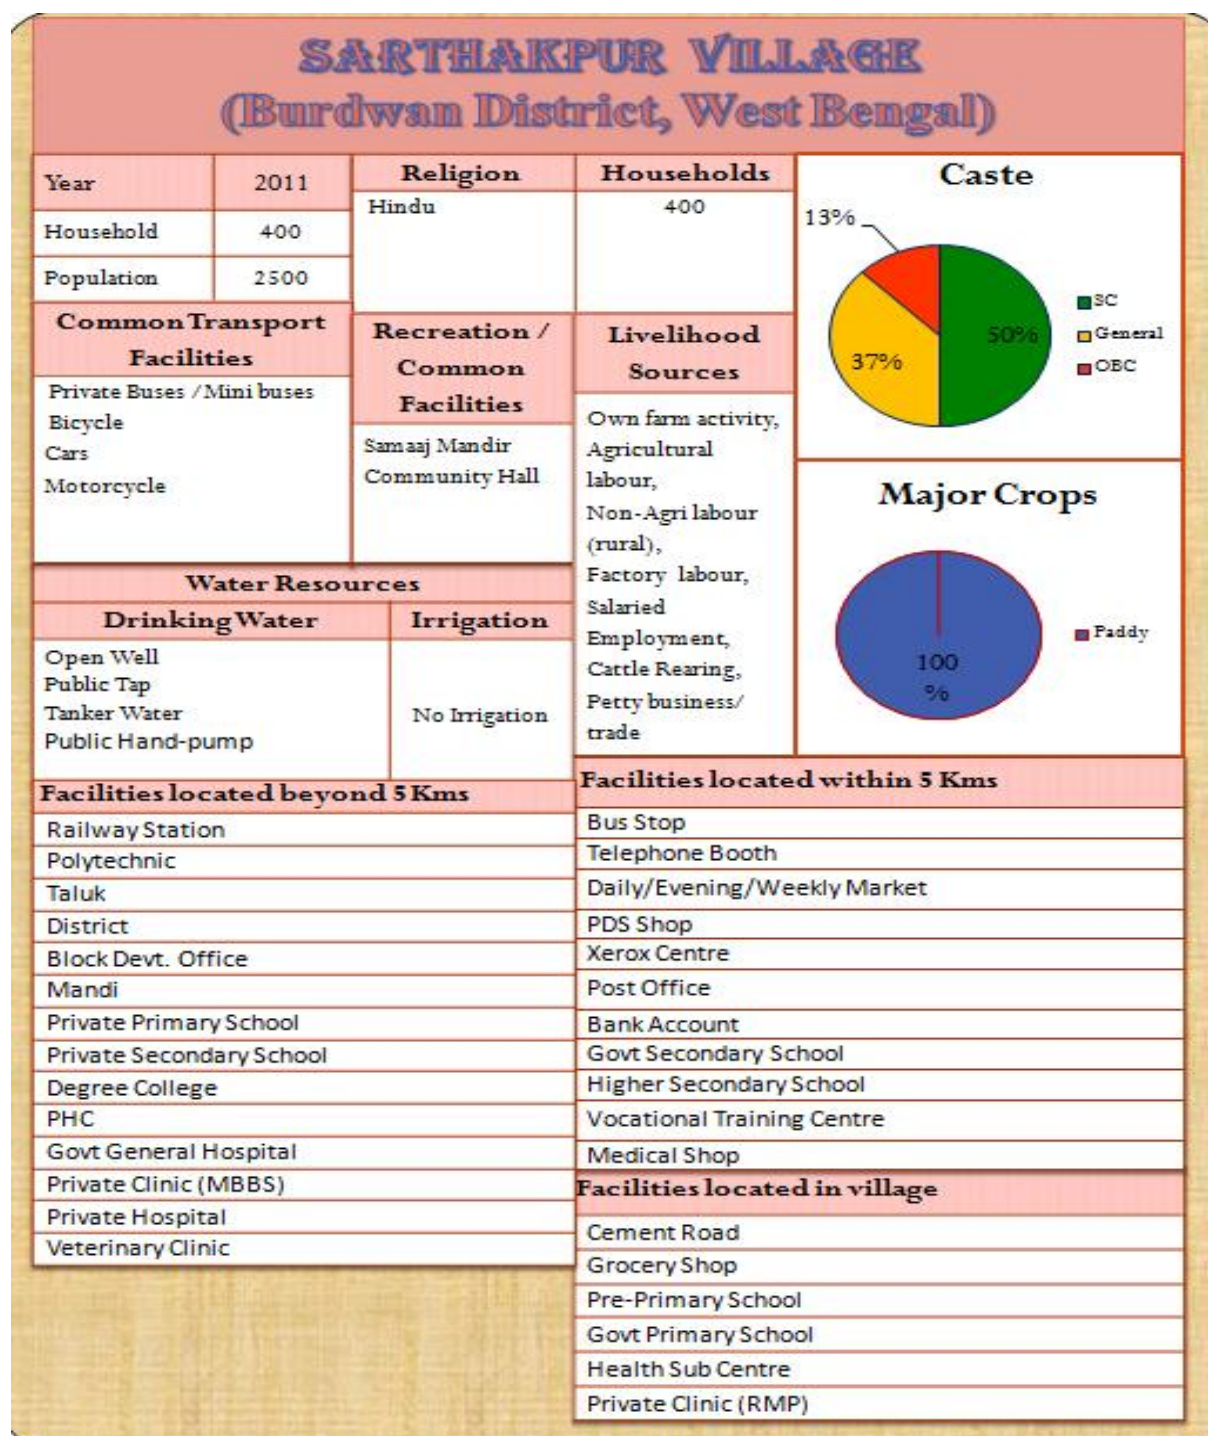 SARTHAKPUR VILLAGE
(Burdwan District, West Bengal)
Year 2011
Household 400
Population 2500
Religion
Hindu
Households
400
Caste
13%
50%
37%
SC
General
OBC
Common Transport
Facilities
Private Buses / Mini buses
Bicycle
Cars
Motorcycle
Recreation /
Common
Facilities
Samaaj Mandir
Community Hall
Livelihood
Sources
Own farm activity,
Agricultural
labour,
Non-Agri labour
(rural),
Factory labour,
Salaried
Employment,
Cattle Rearing,
Petty business/
trade
Major Crops
100
%
Paddy
Water Resources
Drinking Water
Open Well
Public Tap
Tanker Water
Public Hand-pump
Irrigation
No Irrigation
Facilities located beyond 5 Kms
Railway Station
Polytechnic
Taluk
District
Block Devt. Office
Mandi
Private Primary School
Private Secondary School
Degree College
PHC
Govt General Hospital
Private Clinic (MBBS)
Private Hospital
Veterinary Clinic
Facilities located within 5 Kms
Bus Stop
Telephone Booth
Daily/Evening/Weekly Market
PDS Shop
Xerox Centre
Post Office
Bank Account
Govt Secondary School
Higher Secondary School
Vocational Training Centre
Medical Shop
Facilities located in village
Cement Road
Grocery Shop
Pre-Primary School
Govt Primary School
Health Sub Centre
Private Clinic (RMP)